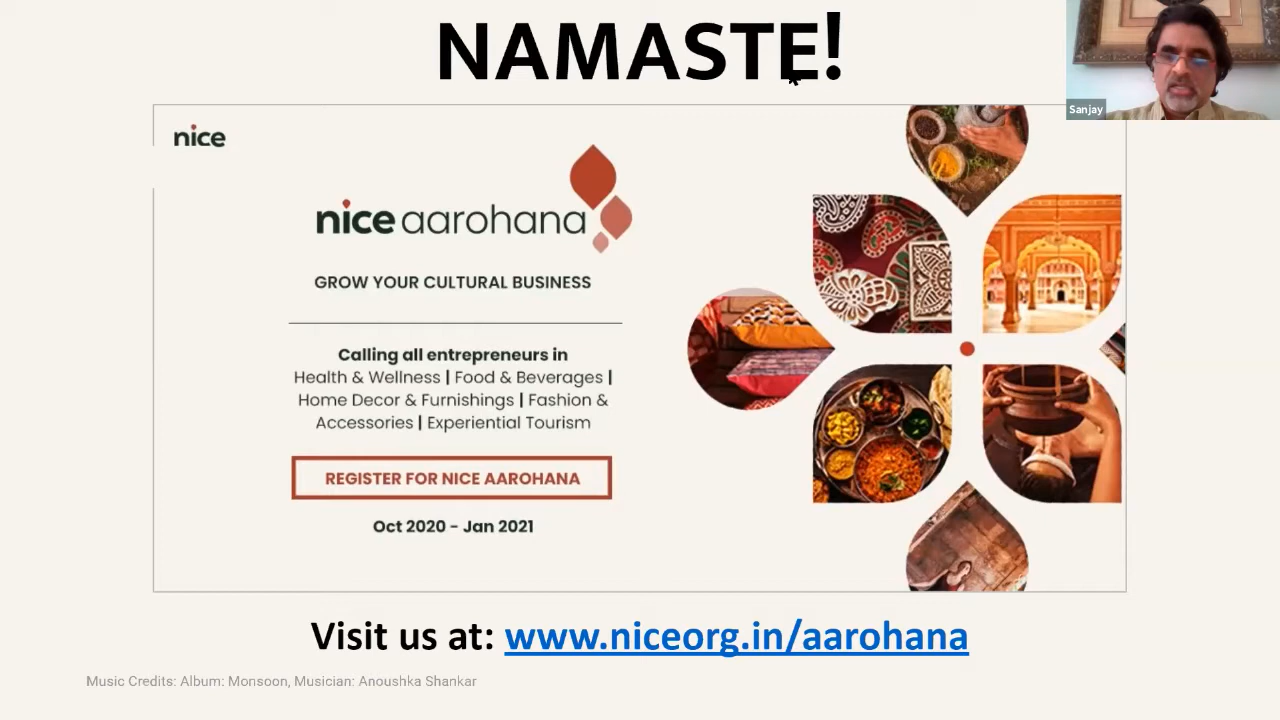 NAMASTE!
Sanjay
nice
nice aarohana
GROW YOUR CULTURAL BUSINESS
Calling all entrepreneurs in
Health & Wellness | Food & Beverages |
Home Decor & Furnishings | Fashion &
Accessories | Experiential Tourism
REGISTER FOR NICE AAROHANA
Oct 2020 - Jan 2021
Visit us at: www.niceorg.in/aarohana
Music Credits: Album: Monsoon, Musician: Anoushka Shankar